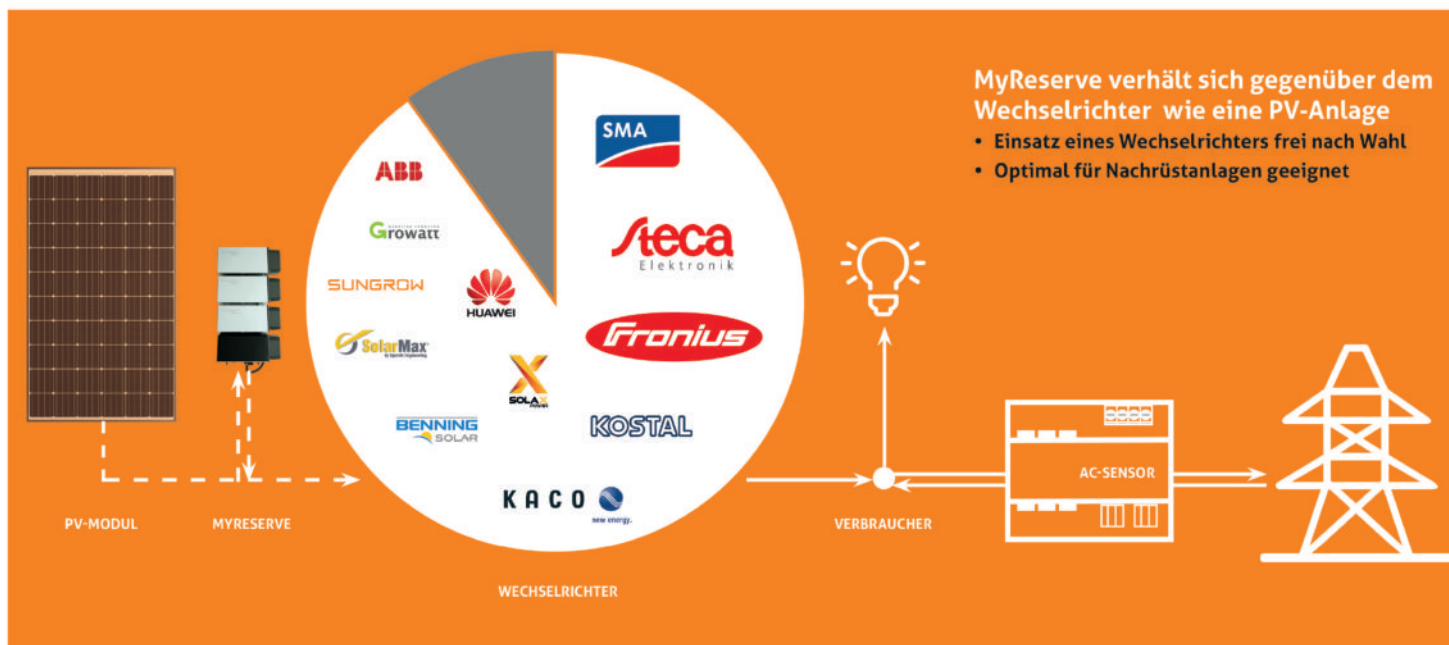 MyReserve verhält sich gegenüber dem
Wechselrichter wie eine PV-Anlage
• Einsatz eines Wechselrichters frei nach Wahl
• Optimal für Nachrüstanlagen geeignet
SMA
ABB
Growatt
Steca
Elektronik
SUNGROW
HUAWEI
Fronius
SolarMax
SOLAX
POWER
BENNING
SOLAR
KOSTAL
KACO
new energy.
AC-SENSOR
PV-MODUL
MYRESERVE
VERBRAUCHER
WECHSELRICHTER